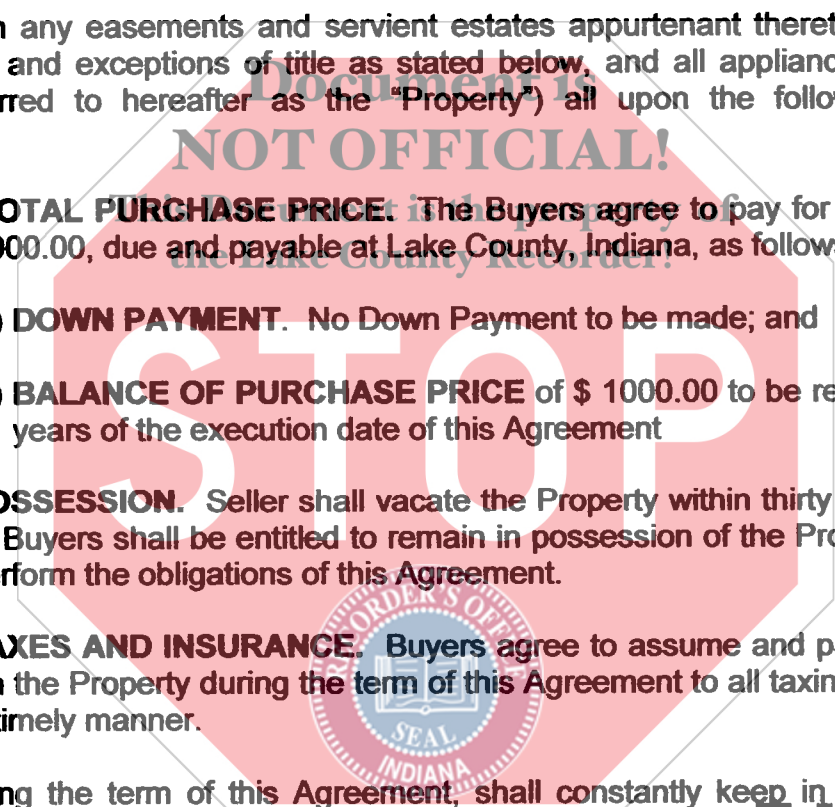 any easements and servient estates appurtenant theret
and exceptions of title as stated below, and all applianc
rred to hereafter as the "Property") all upon the follo
Document is
NOT OFFICIAL!
This Document is the property of
the Lake County Recorder!
OTAL PURCHASE PRICE. The Buyers agree to pay for
000.00, due and payable at Lake County, Indiana, as follow
) DOWN PAYMENT. No Down Payment to be made; and
) BALANCE OF PURCHASE PRICE of $ 1000.00 to be re
years of the execution date of this Agreement
STOP
OSSESSION. Seller shall vacate the Property within thirty
Buyers shall be entitled to remain in possession of the Pro
rform the obligations of this Agreement.
AXES AND INSURANCE. Buyers agree to assume and p
the Property during the term of this Agreement to all taxin
timely manner.
RECORDER'S OFFICE
SEAL
INDIANA
ng the term of this Agreement, shall constantly keep in